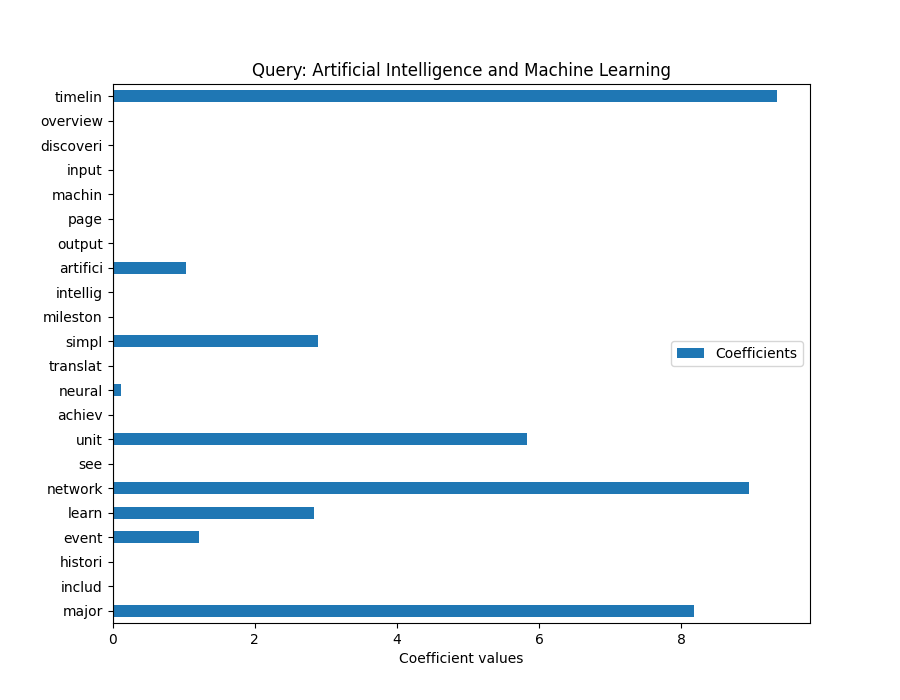 Query: Artificial Intelligence and Machine Learning
timelin
overview
discoveri
input
machin
page
output
artifici
intellig
mileston
simpl
translat
neural
achiev
unit
see
network
learn
event
histori
includ
major
Coefficients
0 2 4 6 8
Coefficient values